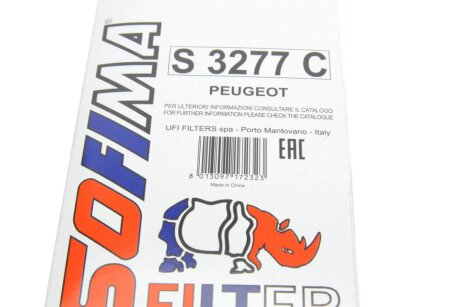 SOFIMA®
S 3277 C
PEUGEOT
PER ULTERIORI INFORMAZIONI CONSULTARE IL CATALOGO
FOR FURTHER INFORMATION PLEASE CHECK THE CATALOGUE
UFI FILTERS spa - Porto Mantovano - Italy
EAC
8 013097 172323
Made in China
FILTER